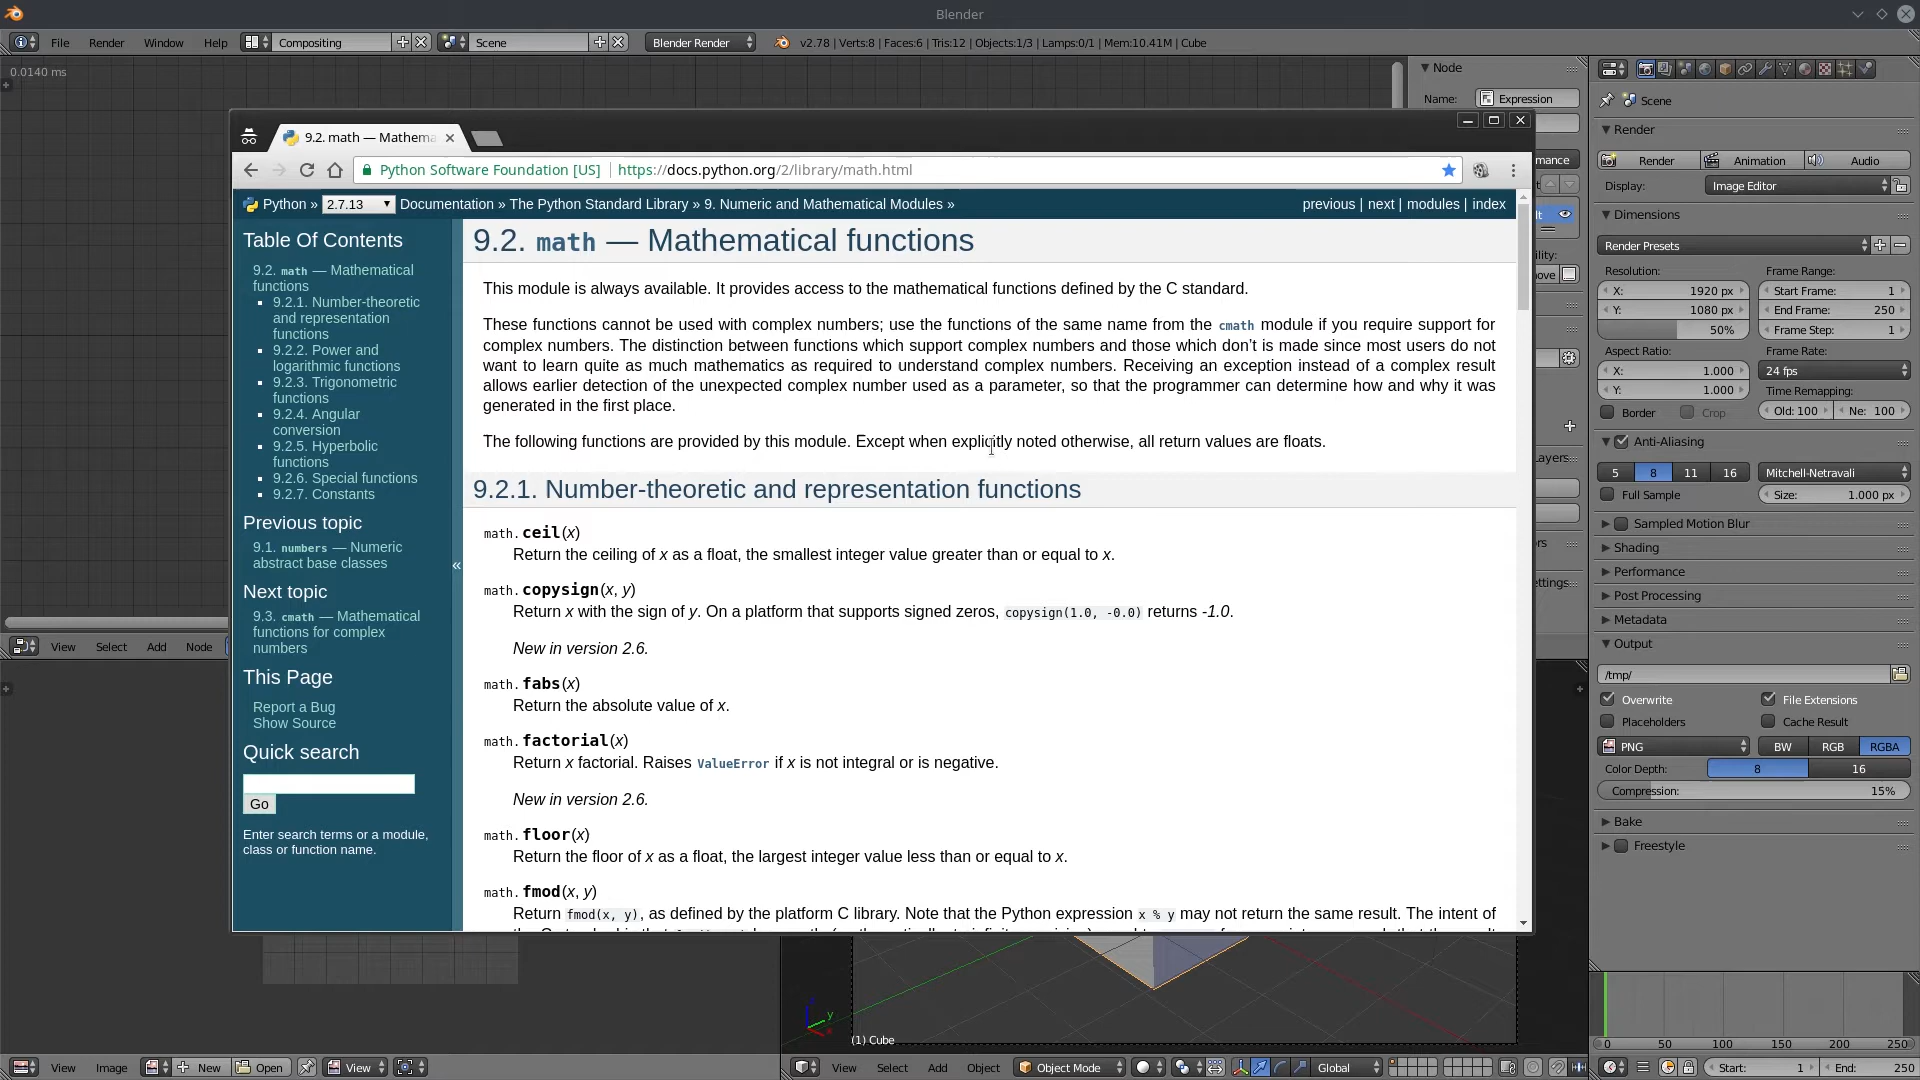 Blender
File Render Window Help Compositing Scene Blender Render v2.78 | Verts:8 | Faces:6 | Tris:12 | Objects:1/3 | Lamps:0/1 | Mem:10.41M | Cube
0.0140 ms
Node
Name: Expression
9.2. math — Mathema
Python Software Foundation [US] https://docs.python.org/2/library/math.html
Python » 2.7.13 Documentation » The Python Standard Library » 9. Numeric and Mathematical Modules » previous | next | modules | index
Table Of Contents
9.2. math — Mathematical
functions
9.2.1. Number-theoretic
and representation
functions
9.2.2. Power and
logarithmic functions
9.2.3. Trigonometric
functions
9.2.4. Angular
conversion
9.2.5. Hyperbolic
functions
9.2.6. Special functions
9.2.7. Constants
Previous topic
9.1. numbers — Numeric
abstract base classes
Next topic
9.3. cmath — Mathematical
functions for complex
numbers
This Page
Report a Bug
Show Source
Quick search
Go
Enter search terms or a module,
class or function name.
«
9.2. math — Mathematical functions
This module is always available. It provides access to the mathematical functions defined by the C standard.
These functions cannot be used with complex numbers; use the functions of the same name from the cmath module if you require support for
complex numbers. The distinction between functions which support complex numbers and those which don't is made since most users do not
want to learn quite as much mathematics as required to understand complex numbers. Receiving an exception instead of a complex result
allows earlier detection of the unexpected complex number used as a parameter, so that the programmer can determine how and why it was
generated in the first place.
The following functions are provided by this module. Except when explicitly noted otherwise, all return values are floats.
9.2.1. Number-theoretic and representation functions
math.ceil(x)
Return the ceiling of x as a float, the smallest integer value greater than or equal to x.
math.copysign(x, y)
Return x with the sign of y. On a platform that supports signed zeros, copysign(1.0, -0.0) returns -1.0.
New in version 2.6.
math.fabs(x)
Return the absolute value of x.
math.factorial(x)
Return x factorial. Raises ValueError if x is not integral or is negative.
New in version 2.6.
math.floor(x)
Return the floor of x as a float, the largest integer value less than or equal to x.
math.fmod(x, y)
Return fmod(x, y), as defined by the platform C library. Note that the Python expression x % y may not return the same result. The intent of
Scene
Render
Render Animation Audio
Display: Image Editor
Dimensions
Render Presets
Resolution: Frame Range:
X: 1920 px Start Frame: 1
Y: 1080 px End Frame: 250
50% Frame Step: 1
Aspect Ratio: Frame Rate:
X: 1.000 24 fps
Y: 1.000 Time Remapping:
Border Crop Old: 100 Ne: 100
Anti-Aliasing
5 8 11 16 Mitchell-Netravali
Full Sample Size: 1.000 px
Sampled Motion Blur
Shading
Performance
Post Processing
Metadata
Output
/tmp/
Overwrite File Extensions
Placeholders Cache Result
PNG BW RGB RGBA
Color Depth: 8 16
Compression: 15%
Bake
Freestyle
View Select Add Node
(1) Cube
y
0 50 100 150 200 250
View Image New Open View
View Select Add Object Object Mode Global
Start: 1 End: 250